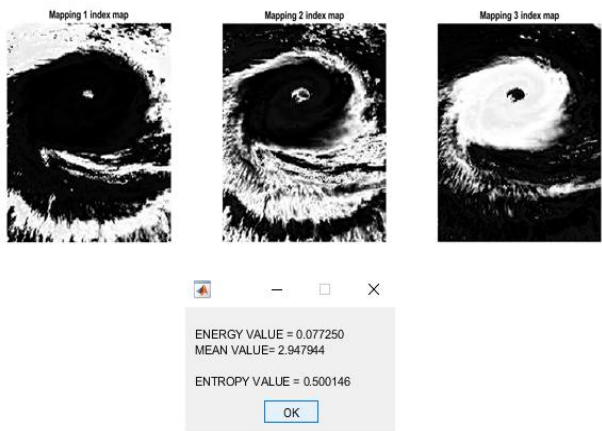 Mapping 1 index map
Mapping 2 index map
Mapping 3 index map
ENERGY VALUE = 0.077250
MEAN VALUE= 2.947944
ENTROPY VALUE = 0.500146
OK